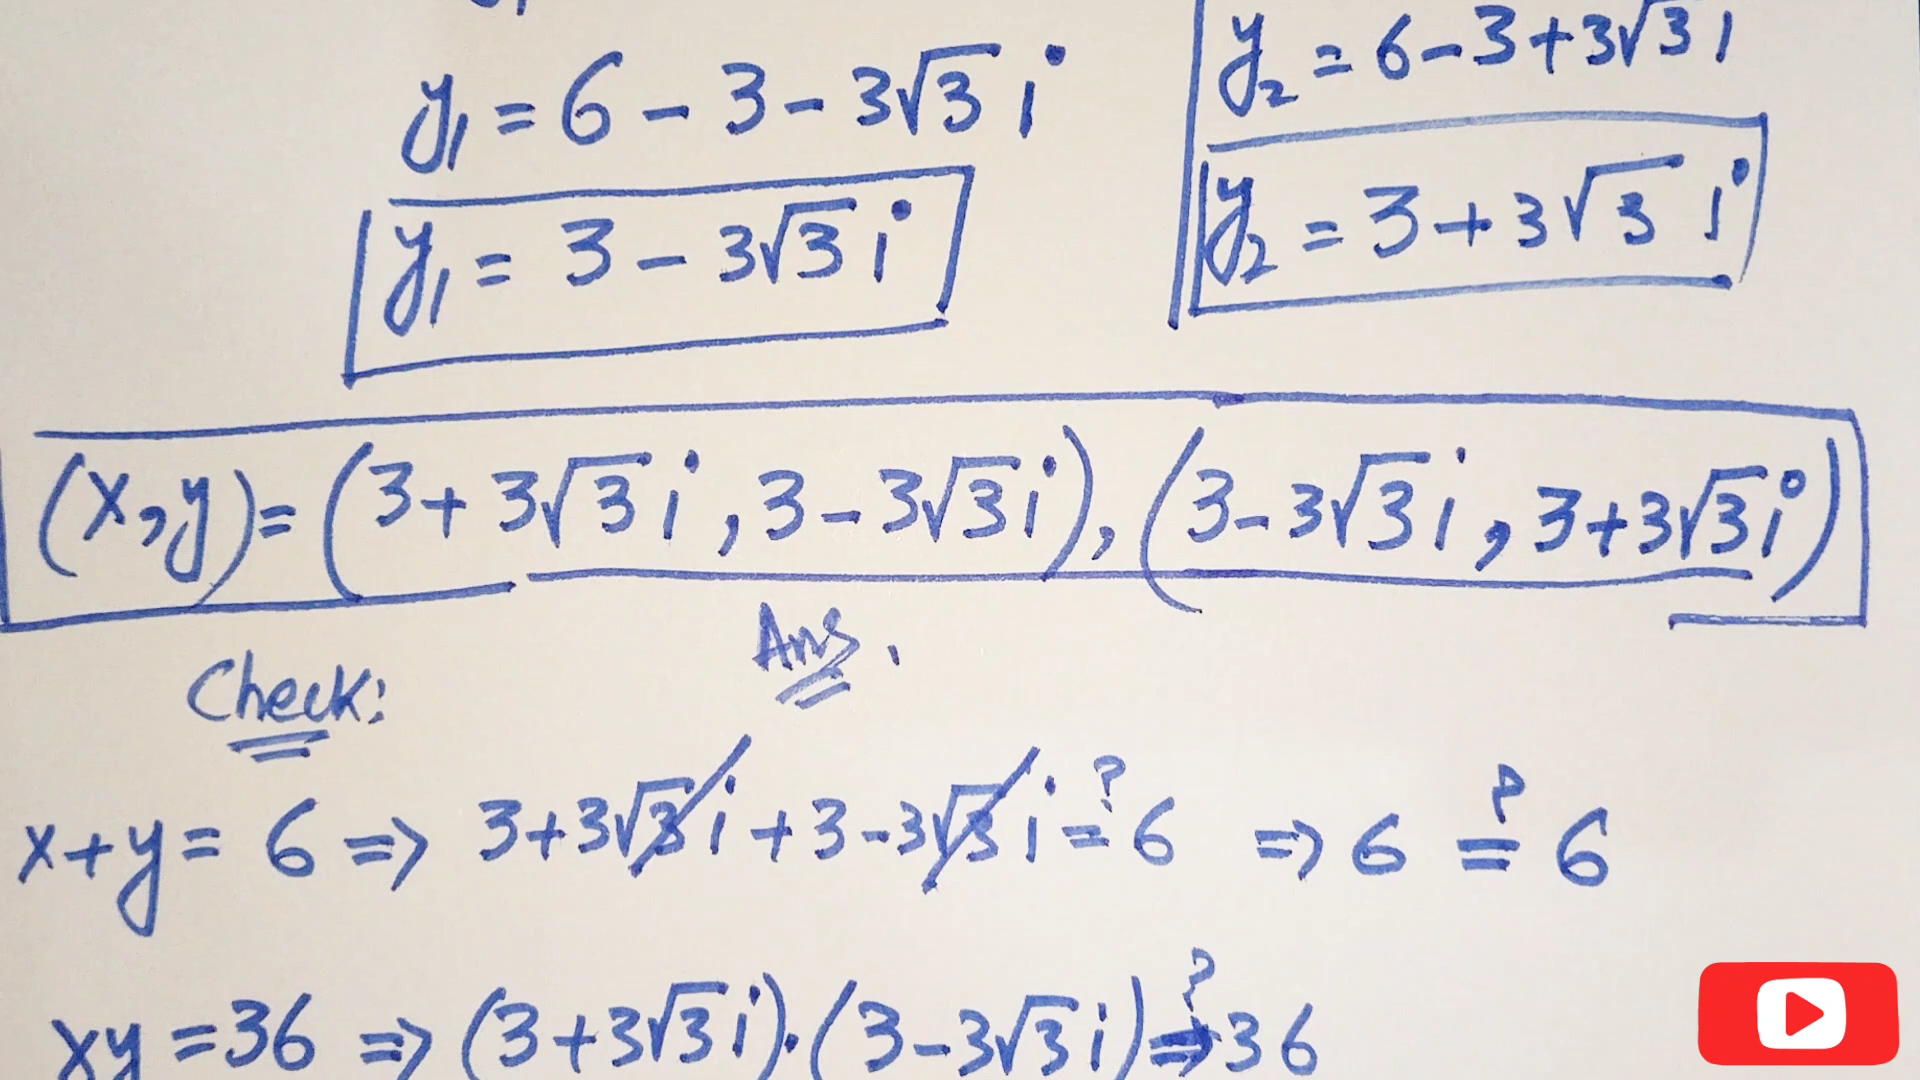 y₁ = 6 - 3 - 3√3 i
y₁ = 3 - 3√3 i
y₂ = 6-3+3√3 i
y₂ = 3+3√3 i
(x,y) = (3+3√3 i, 3-3√3 i), (3-3√3 i, 3+3√3 i)
Ans.
Check:
x+y = 6 => 3+3√3 i + 3-3√3 i ?= 6 => 6 ?= 6
xy = 36 => (3+3√3 i)·(3-3√3 i) ?= 36